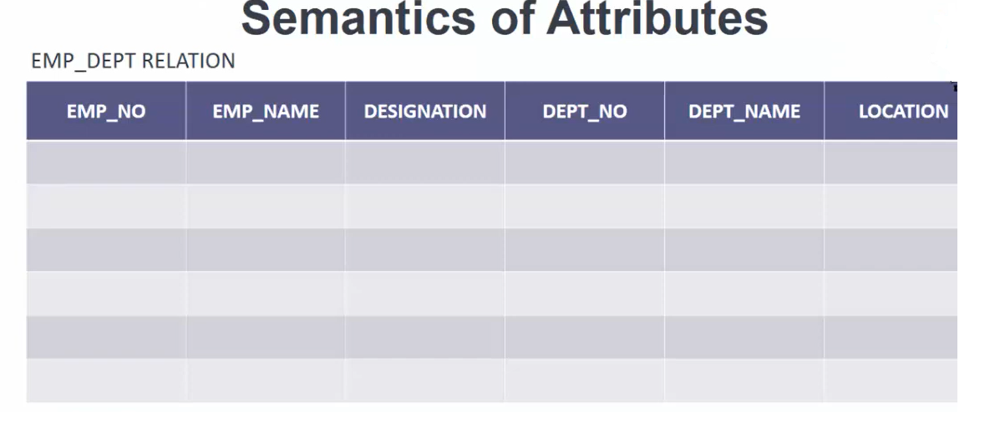 Semantics of Attributes
EMP_DEPT RELATION
EMP_NO EMP_NAME DESIGNATION DEPT_NO DEPT_NAME LOCATION